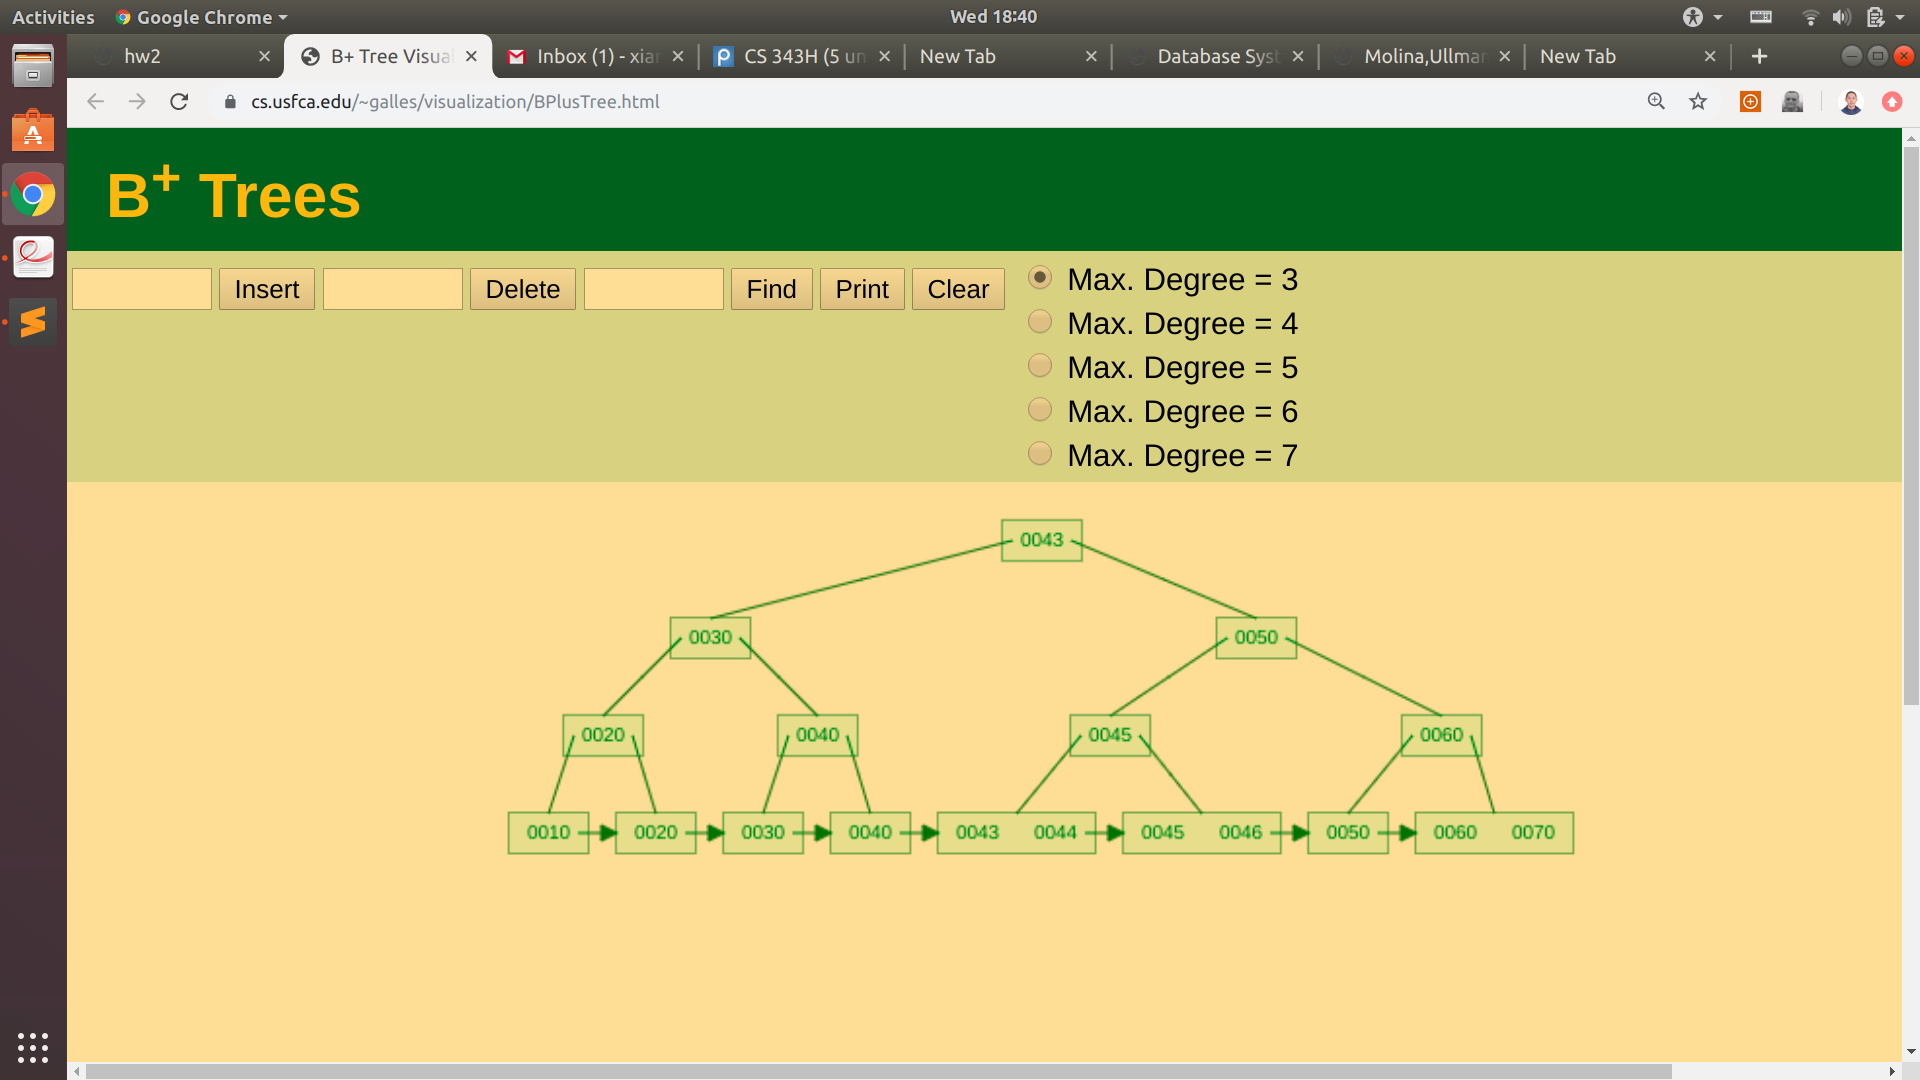 Activities Google Chrome Wed 18:40
hw2 B+ Tree Visua Inbox (1) - xiar CS 343H (5 un New Tab Database Syst Molina,Ullmar New Tab
cs.usfca.edu/~galles/visualization/BPlusTree.html
B+ Trees
Insert Delete Find Print Clear
Max. Degree = 3
Max. Degree = 4
Max. Degree = 5
Max. Degree = 6
Max. Degree = 7
0043
0030 0050
0020 0040 0045 0060
0010 0020 0030 0040 0043 0044 0045 0046 0050 0060 0070